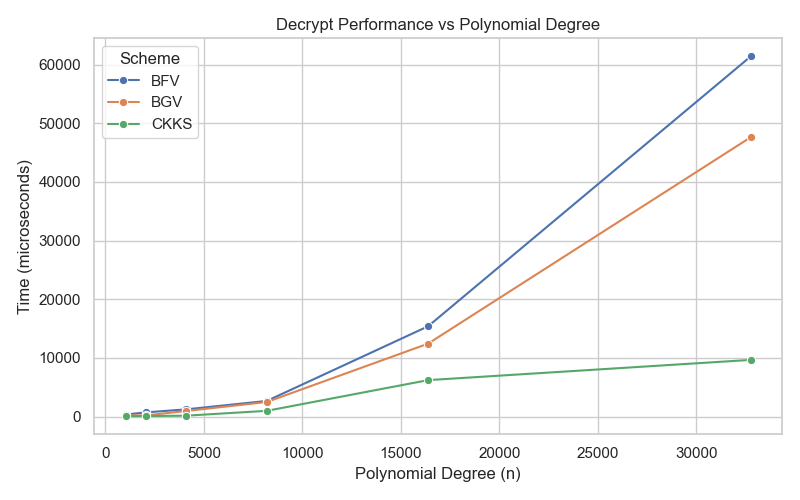 Decrypt Performance vs Polynomial Degree
Scheme
BFV
BGV
CKKS
Time (microseconds)
60000
50000
40000
30000
20000
10000
0
0 5000 10000 15000 20000 25000 30000
Polynomial Degree (n)